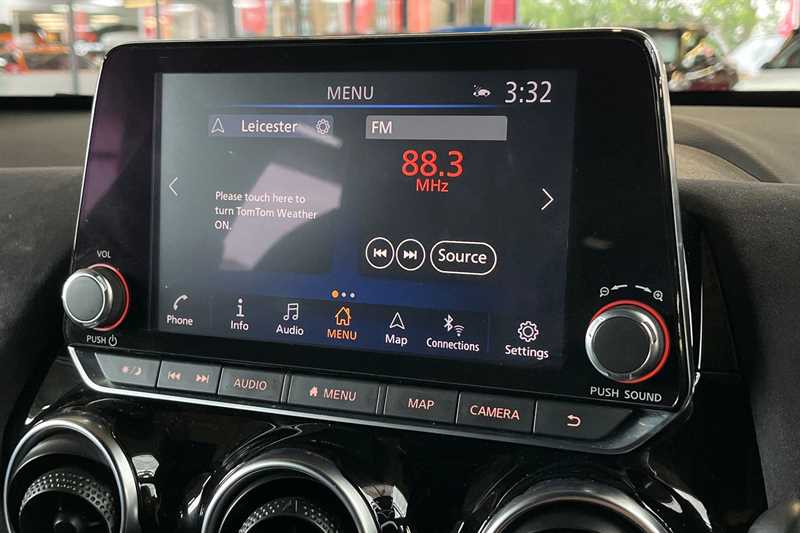 MENU
3:32
Leicester
FM
88.3
MHz
Please touch here to
turn TomTom Weather
ON.
Source
Phone
Info
Audio
MENU
Map
Connections
Settings
VOL
PUSH
PUSH SOUND
AUDIO
MENU
MAP
CAMERA